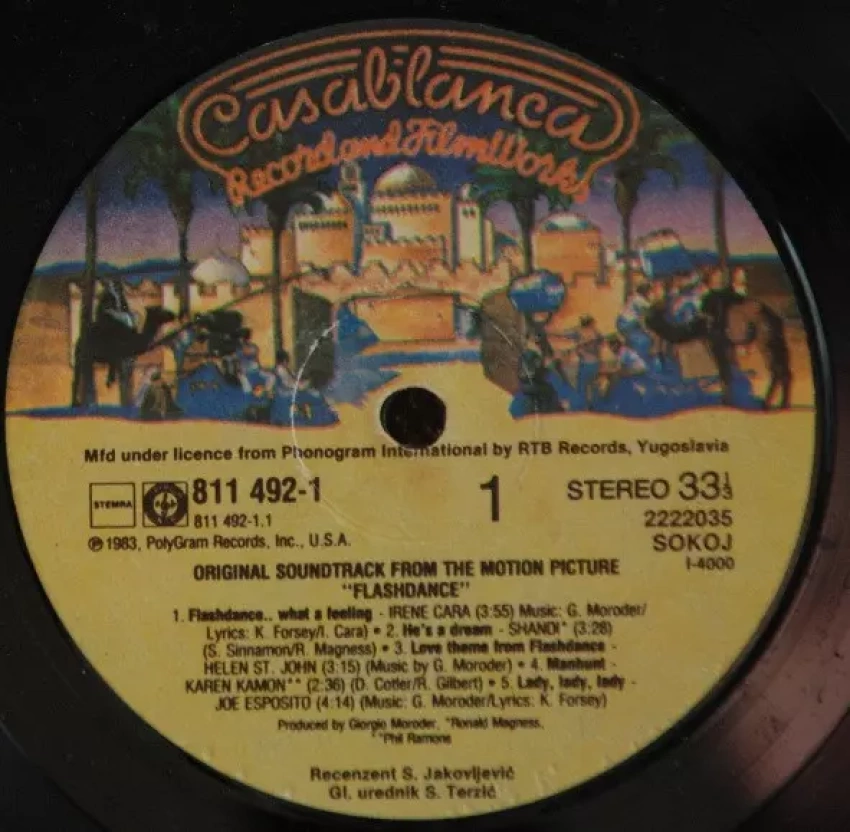 Casablanca
Record and FilmWorks
Mfd under licence from Phonogram International by RTB Records, Yugoslavia
STEMRA
811 492-1
1
STEREO 33⅓
811 492-1.1
2222035
℗ 1983, PolyGram Records, Inc., U.S.A.
SOKOJ
I-4000
ORIGINAL SOUNDTRACK FROM THE MOTION PICTURE
"FLASHDANCE"
1. Flashdance.. what a feeling - IRENE CARA (3:55) Music: G. Moroder/
Lyrics: K. Forsey/I. Cara) • 2. He's a dream - SHANDI* (3:28)
(S. Sinnamon/R. Magness) • 3. Love theme from Flashdance -
HELEN ST. JOHN (3:15) (Music by G. Moroder) • 4. Manhunt -
KAREN KAMON** (2:36) (D. Cotler/R. Gilbert) • 5. Lady, lady, lady -
JOE ESPOSITO (4:14) (Music: G. Moroder/Lyrics: K. Forsey)
Produced by Giorgio Moroder, *Ronald Magness,
**Phil Ramone
Recenzent S. Jakovljević
Gl. urednik S. Terzić